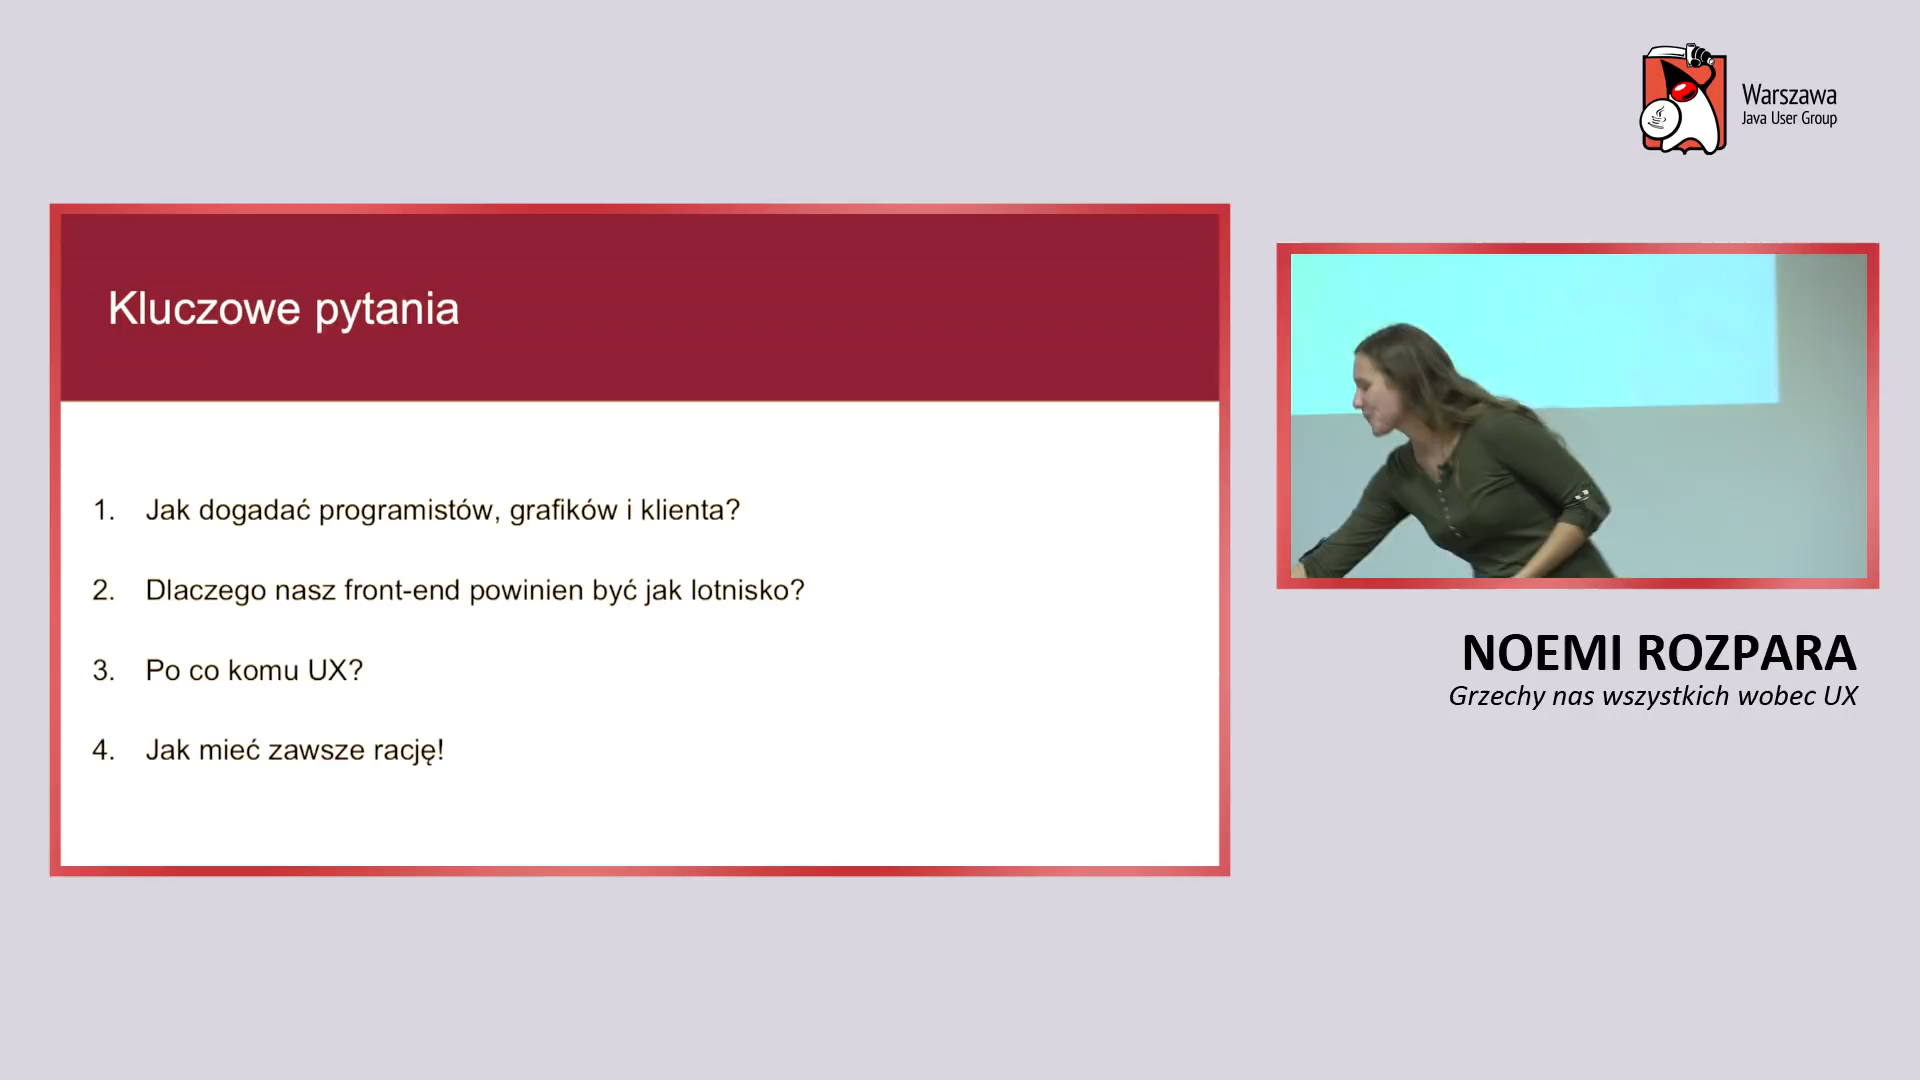 Warszawa
Java User Group
Kluczowe pytania
1. Jak dogadać programistów, grafików i klienta?
2. Dlaczego nasz front-end powinien być jak lotnisko?
3. Po co komu UX?
4. Jak mieć zawsze rację!
NOEMI ROZPARA
Grzechy nas wszystkich wobec UX